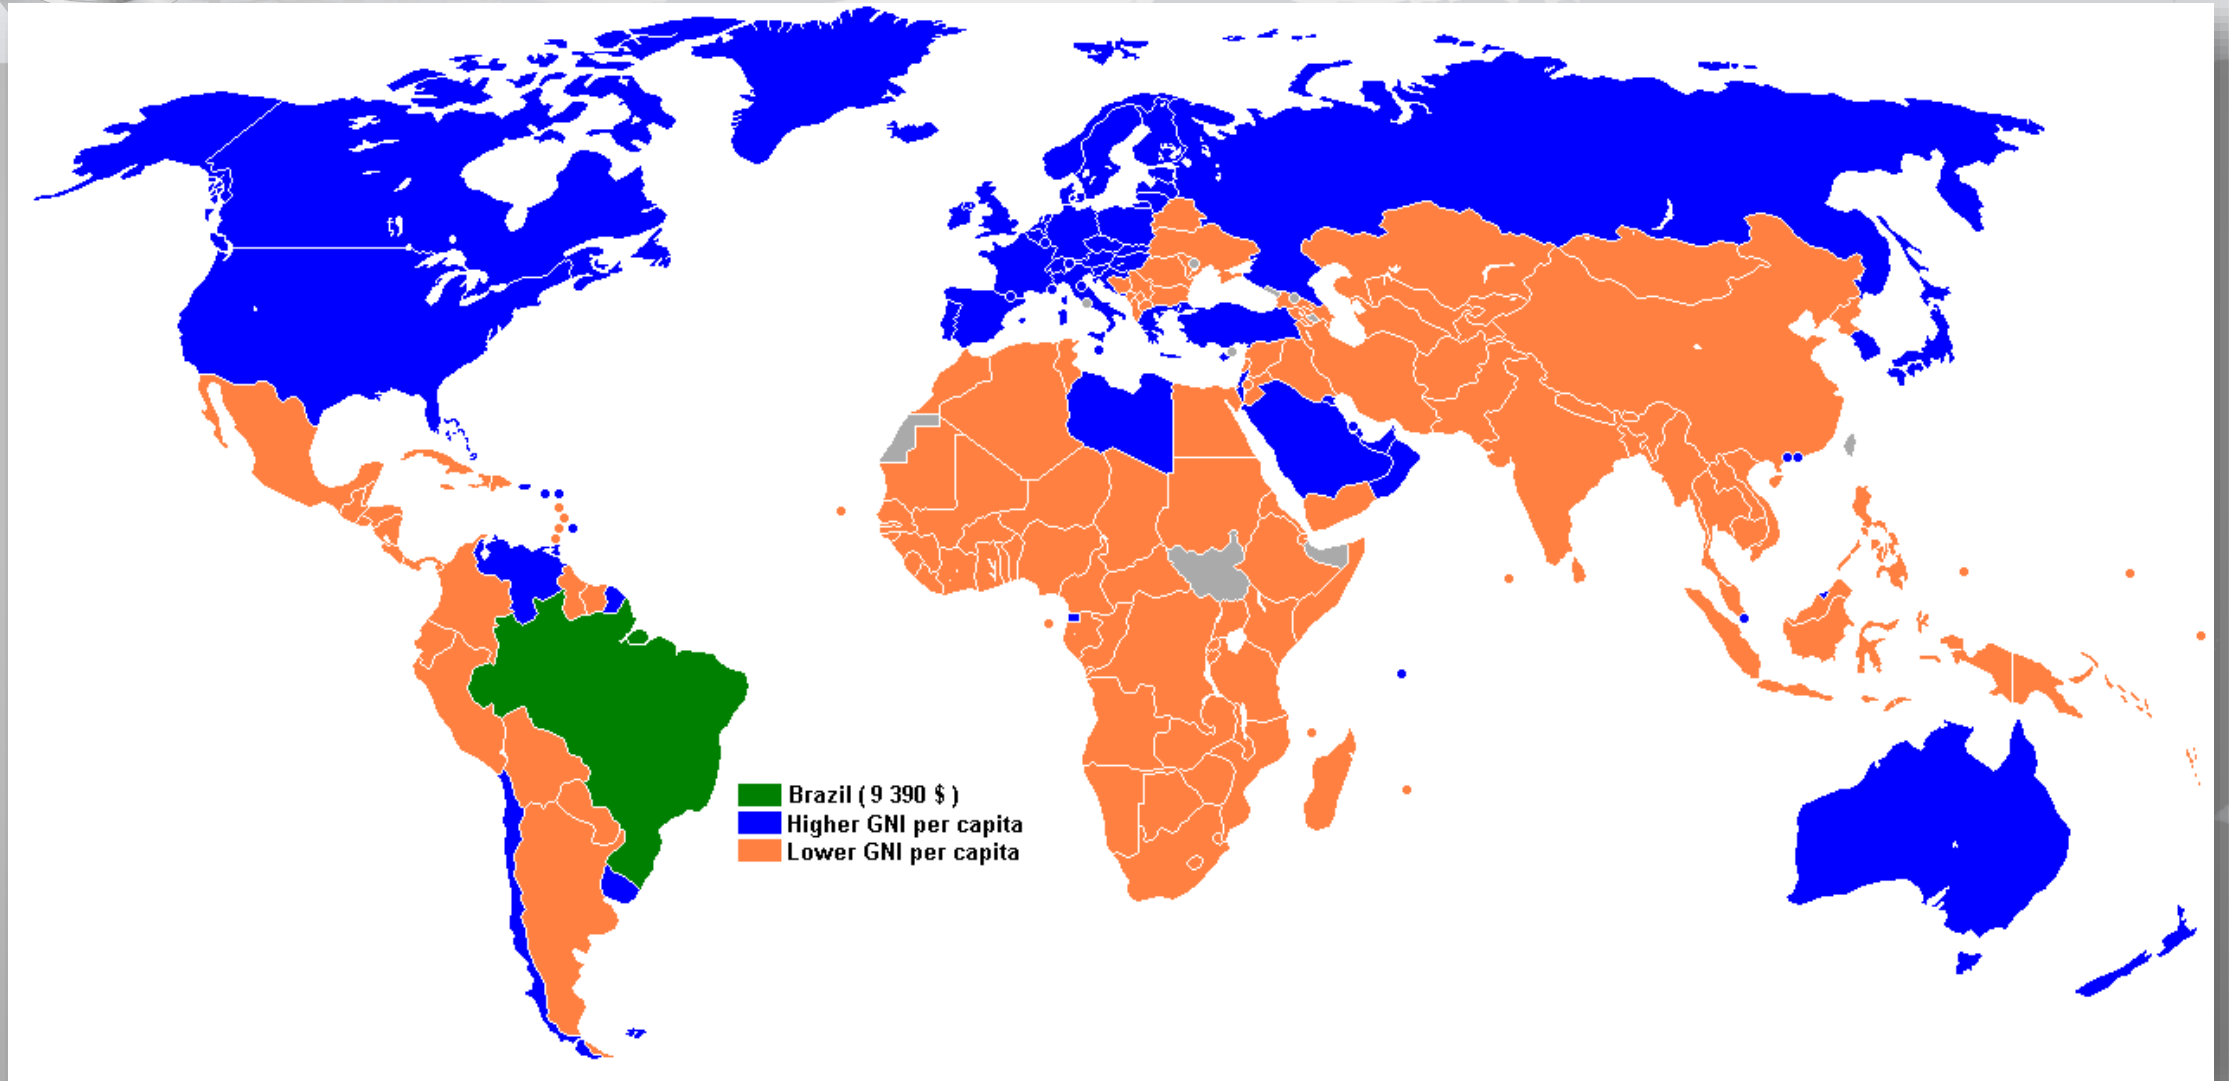 Brazil ( 9 390 $ )
Higher GNI per capita
Lower GNI per capita